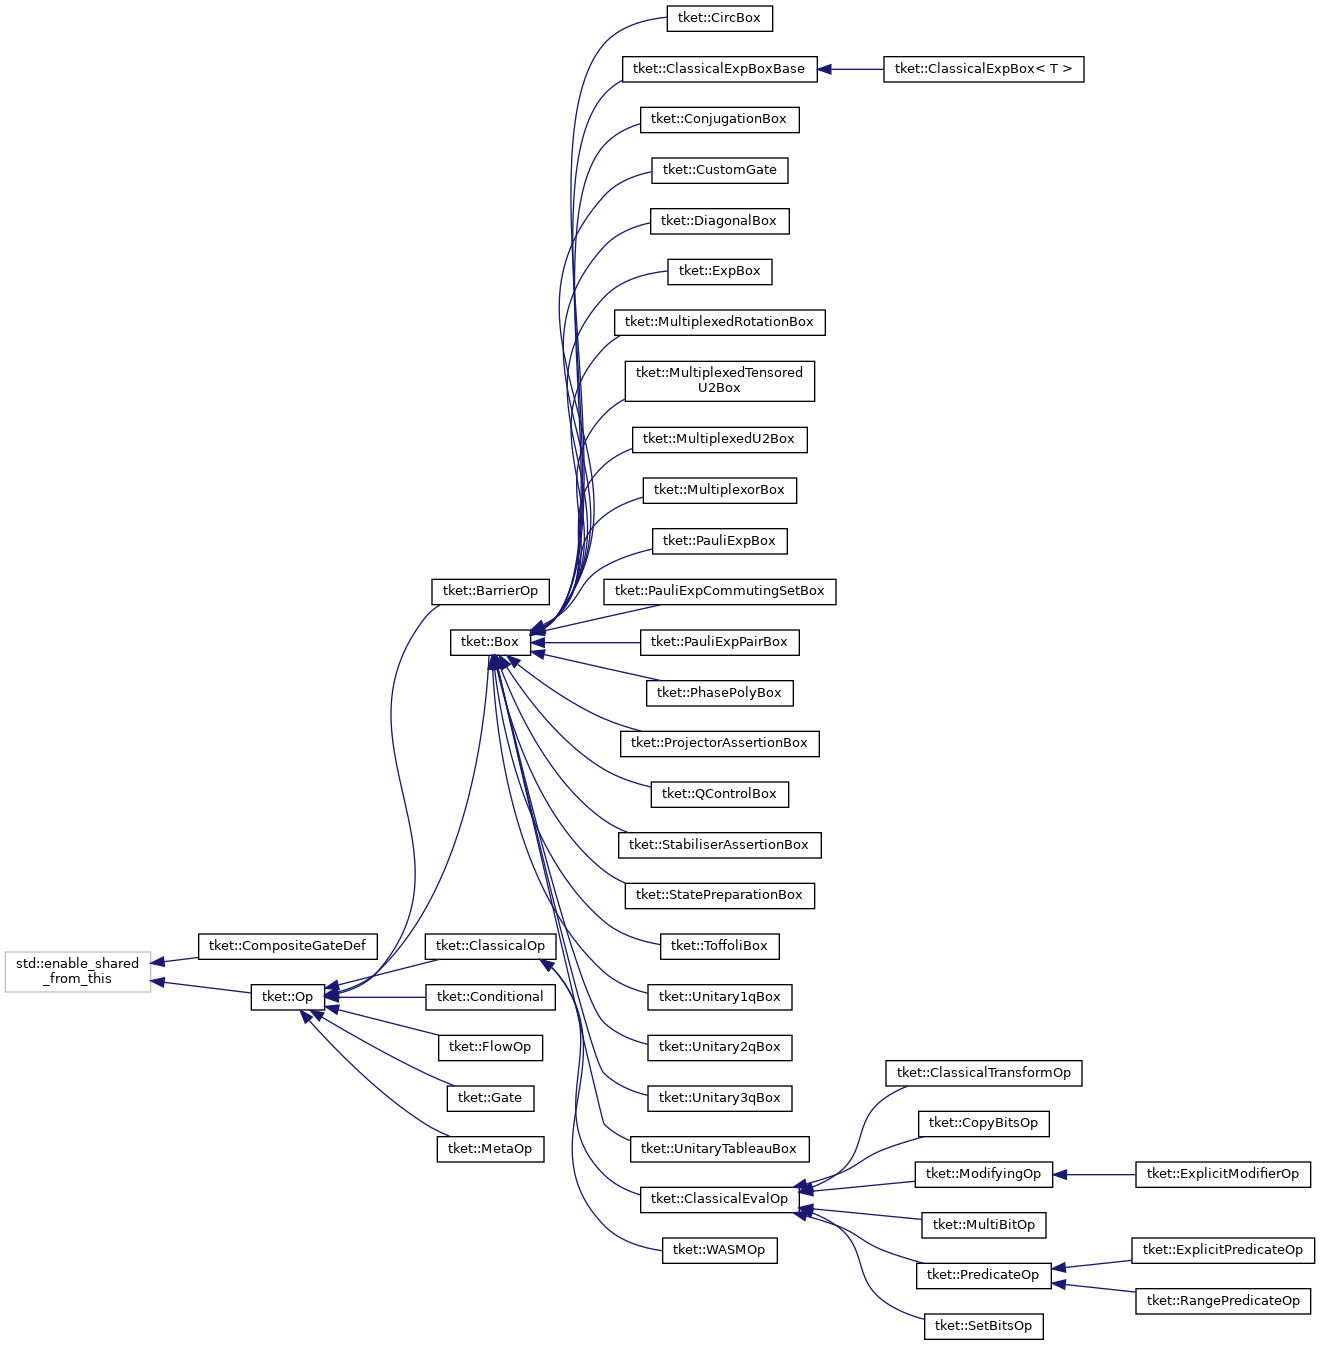 tket::CircBox
tket::ClassicalExpBoxBase
tket::ClassicalExpBox< T >
tket::ConjugationBox
tket::CustomGate
tket::DiagonalBox
tket::ExpBox
tket::MultiplexedRotationBox
tket::MultiplexedTensored
U2Box
tket::MultiplexedU2Box
tket::MultiplexorBox
tket::PauliExpBox
tket::BarrierOp
tket::PauliExpCommutingSetBox
tket::Box
tket::PauliExpPairBox
tket::PhasePolyBox
tket::ProjectorAssertionBox
tket::QControlBox
tket::StabiliserAssertionBox
tket::StatePreparationBox
tket::CompositeGateDef
tket::ClassicalOp
tket::ToffoliBox
std::enable_shared
_from_this
tket::Op
tket::Conditional
tket::Unitary1qBox
tket::FlowOp
tket::Unitary2qBox
tket::ClassicalTransformOp
tket::Gate
tket::Unitary3qBox
tket::CopyBitsOp
tket::MetaOp
tket::UnitaryTableauBox
tket::ModifyingOp
tket::ExplicitModifierOp
tket::ClassicalEvalOp
tket::MultiBitOp
tket::WASMOp
tket::ExplicitPredicateOp
tket::PredicateOp
tket::RangePredicateOp
tket::SetBitsOp